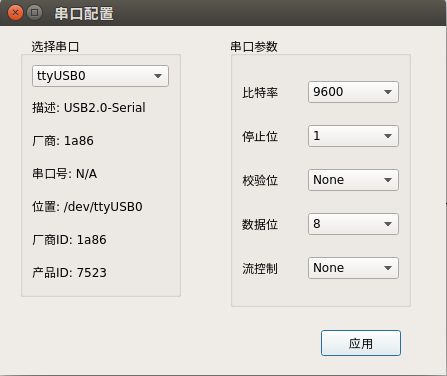 串口配置
选择串口
ttyUSB0
描述: USB2.0-Serial
厂商: 1a86
串口号: N/A
位置: /dev/ttyUSB0
厂商ID: 1a86
产品ID: 7523
串口参数
比特率 9600
停止位 1
校验位 None
数据位 8
流控制 None
应用